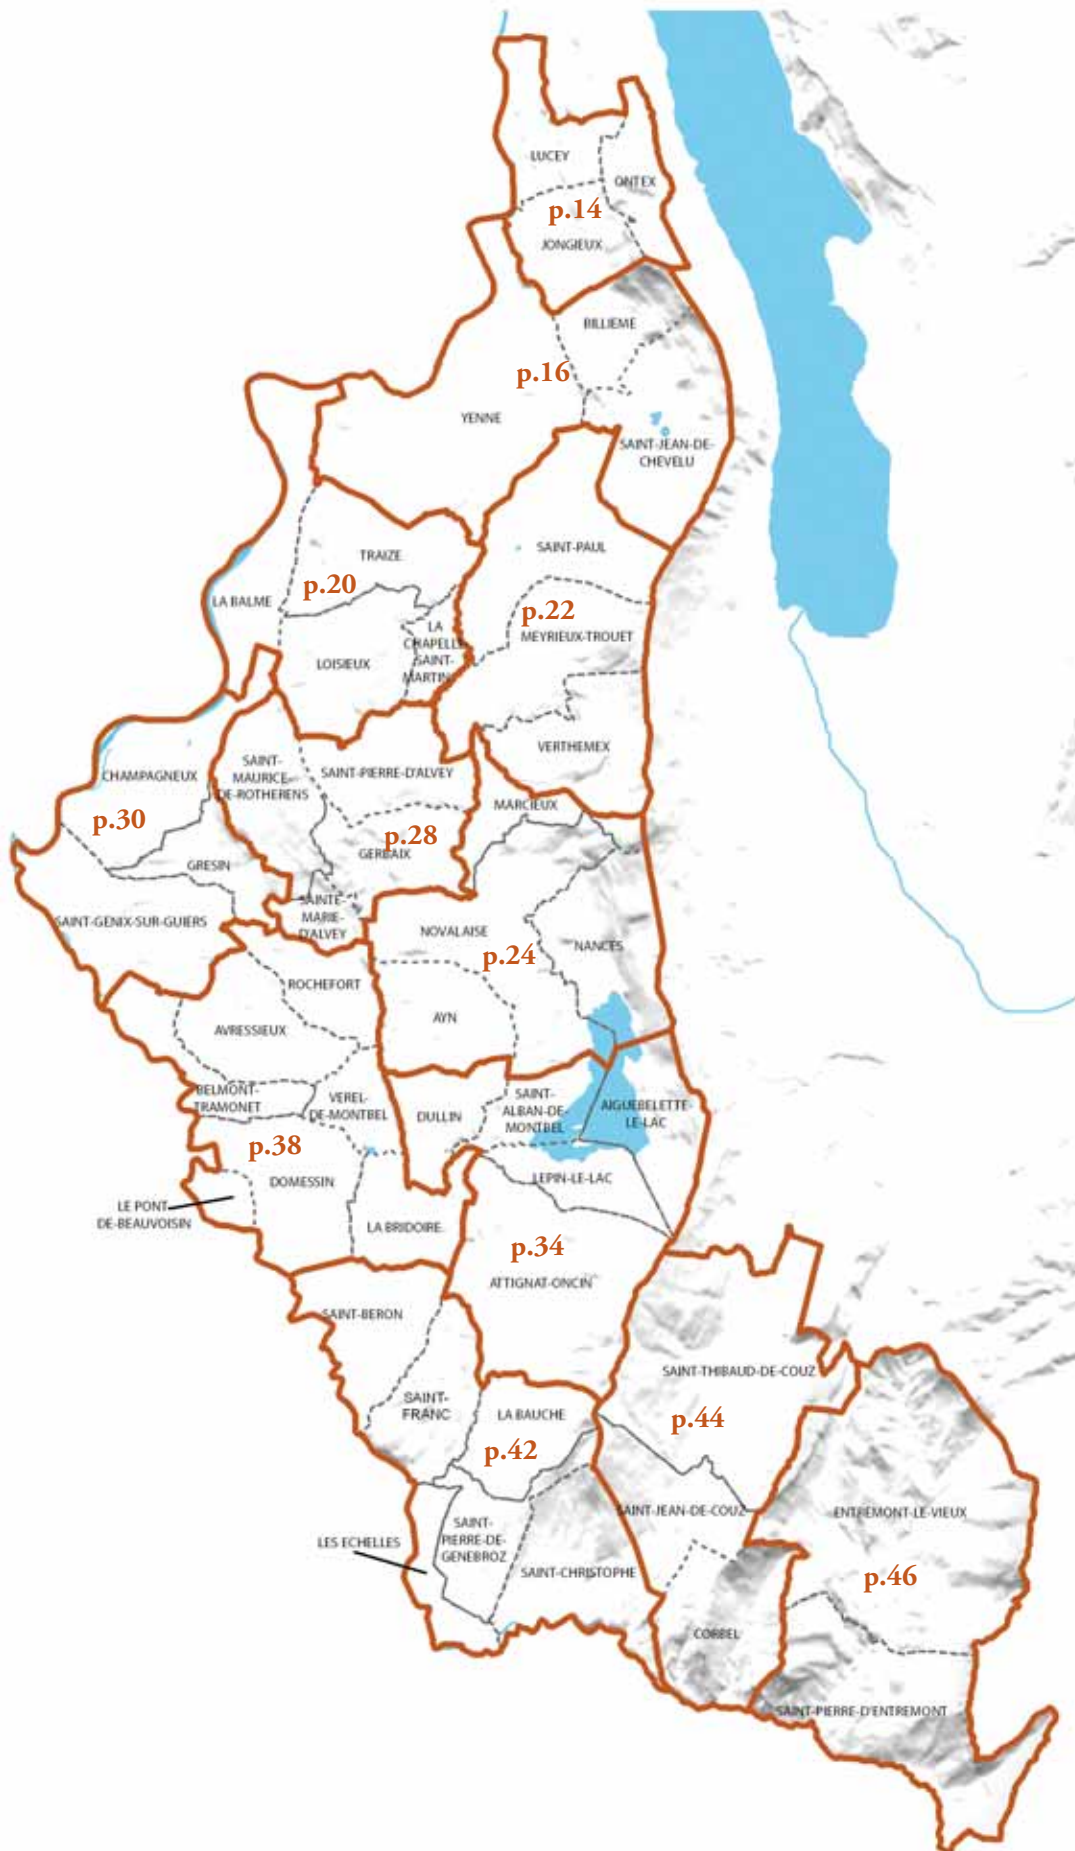 LUCEY
ONTEX
p.14
JONGIEUX
BILLIEME
p.16
YENNE
SAINT-JEAN-DE-
CHEVELU
SAINT-PAUL
TRAIZE
p.20
LA BALME
p.22
MEYRIEUX-TROUET
LA
CHAPELLE
SAINT-
MARTIN
LOISIEUX
VERTHEMEX
SAINT-
MAURICE-
DE-ROTHERENS
SAINT-PIERRE-D'ALVEY
CHAMPAGNEUX
MARCIEUX
p.30
p.28
GERBAIX
GRESIN
SAINTE-
MARIE-
D'ALVEY
SAINT-GENIX-SUR-GUIERS
NOVALAISE
p.24
NANCES
ROCHEFORT
AYN
AVRESSIEUX
BELMONT-
TRAMONET
VEREL-
DE-MONTBEL
DULLIN
SAINT-
ALBAN-DE-
MONTBEL
AIGUEBELETTE-
LE-LAC
p.38
DOMESSIN
LEPIN-LE-LAC
LE PONT
DE-BEAUVOISIN
LA BRIDOIRE
p.34
ATTIGNAT-ONCIN
SAINT-BERON
SAINT-THIBAUD-DE-COUZ
SAINT-
FRANC
LA BAUCHE
p.44
p.42
SAINT-JEAN-DE-COUZ
ENTREMONT-LE-VIEUX
SAINT-
PIERRE-DE-
GENEBROZ
LES ECHELLES
SAINT-CHRISTOPHE
p.46
CORBEL
SAINT-PIERRE-D'ENTREMONT